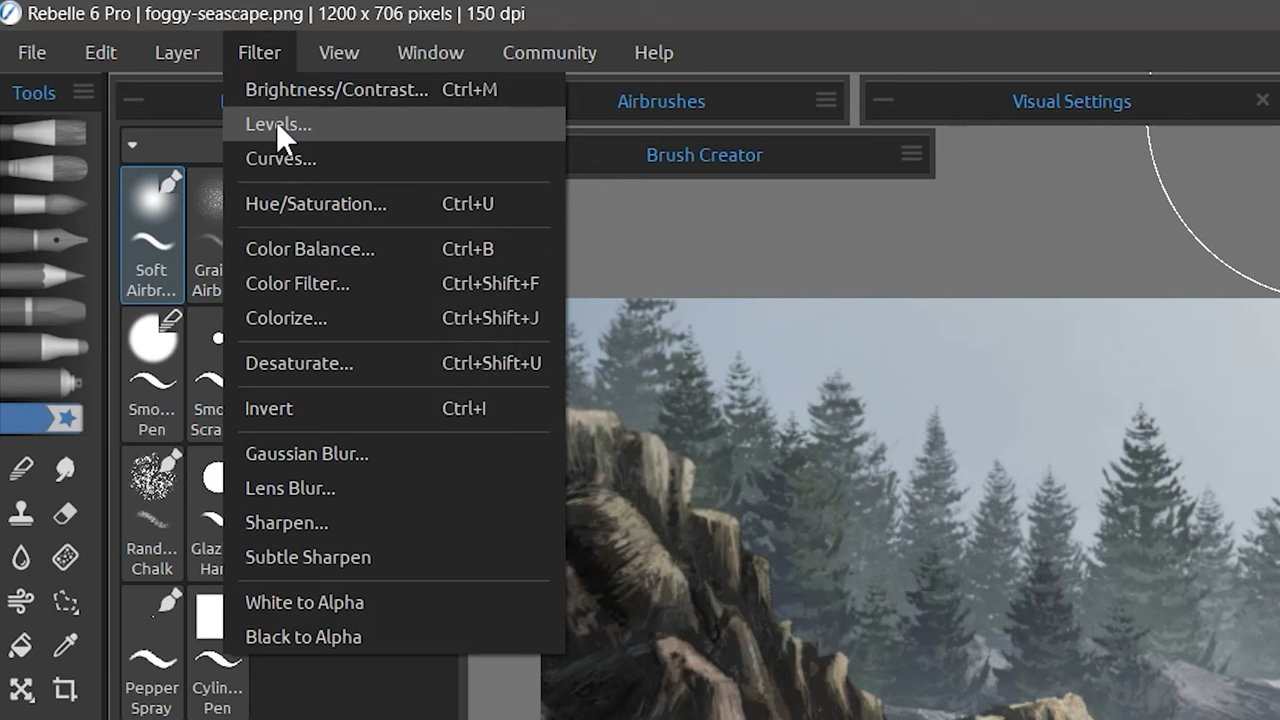 Rebelle 6 Pro | foggy-seascape.png | 1200 x 706 pixels | 150 dpi
File Edit Layer Filter View Window Community Help
Tools
Airbrushes
Visual Settings
Brush Creator
Brightness/Contrast... Ctrl+M
Levels...
Curves...
Hue/Saturation... Ctrl+U
Color Balance... Ctrl+B
Color Filter... Ctrl+Shift+F
Colorize... Ctrl+Shift+J
Desaturate... Ctrl+Shift+U
Invert Ctrl+I
Gaussian Blur...
Lens Blur...
Sharpen...
Subtle Sharpen
White to Alpha
Black to Alpha
Soft
Airbr...
Smo...
Pen
Rand...
Chalk
Pepper
Spray
Cylin...
Pen